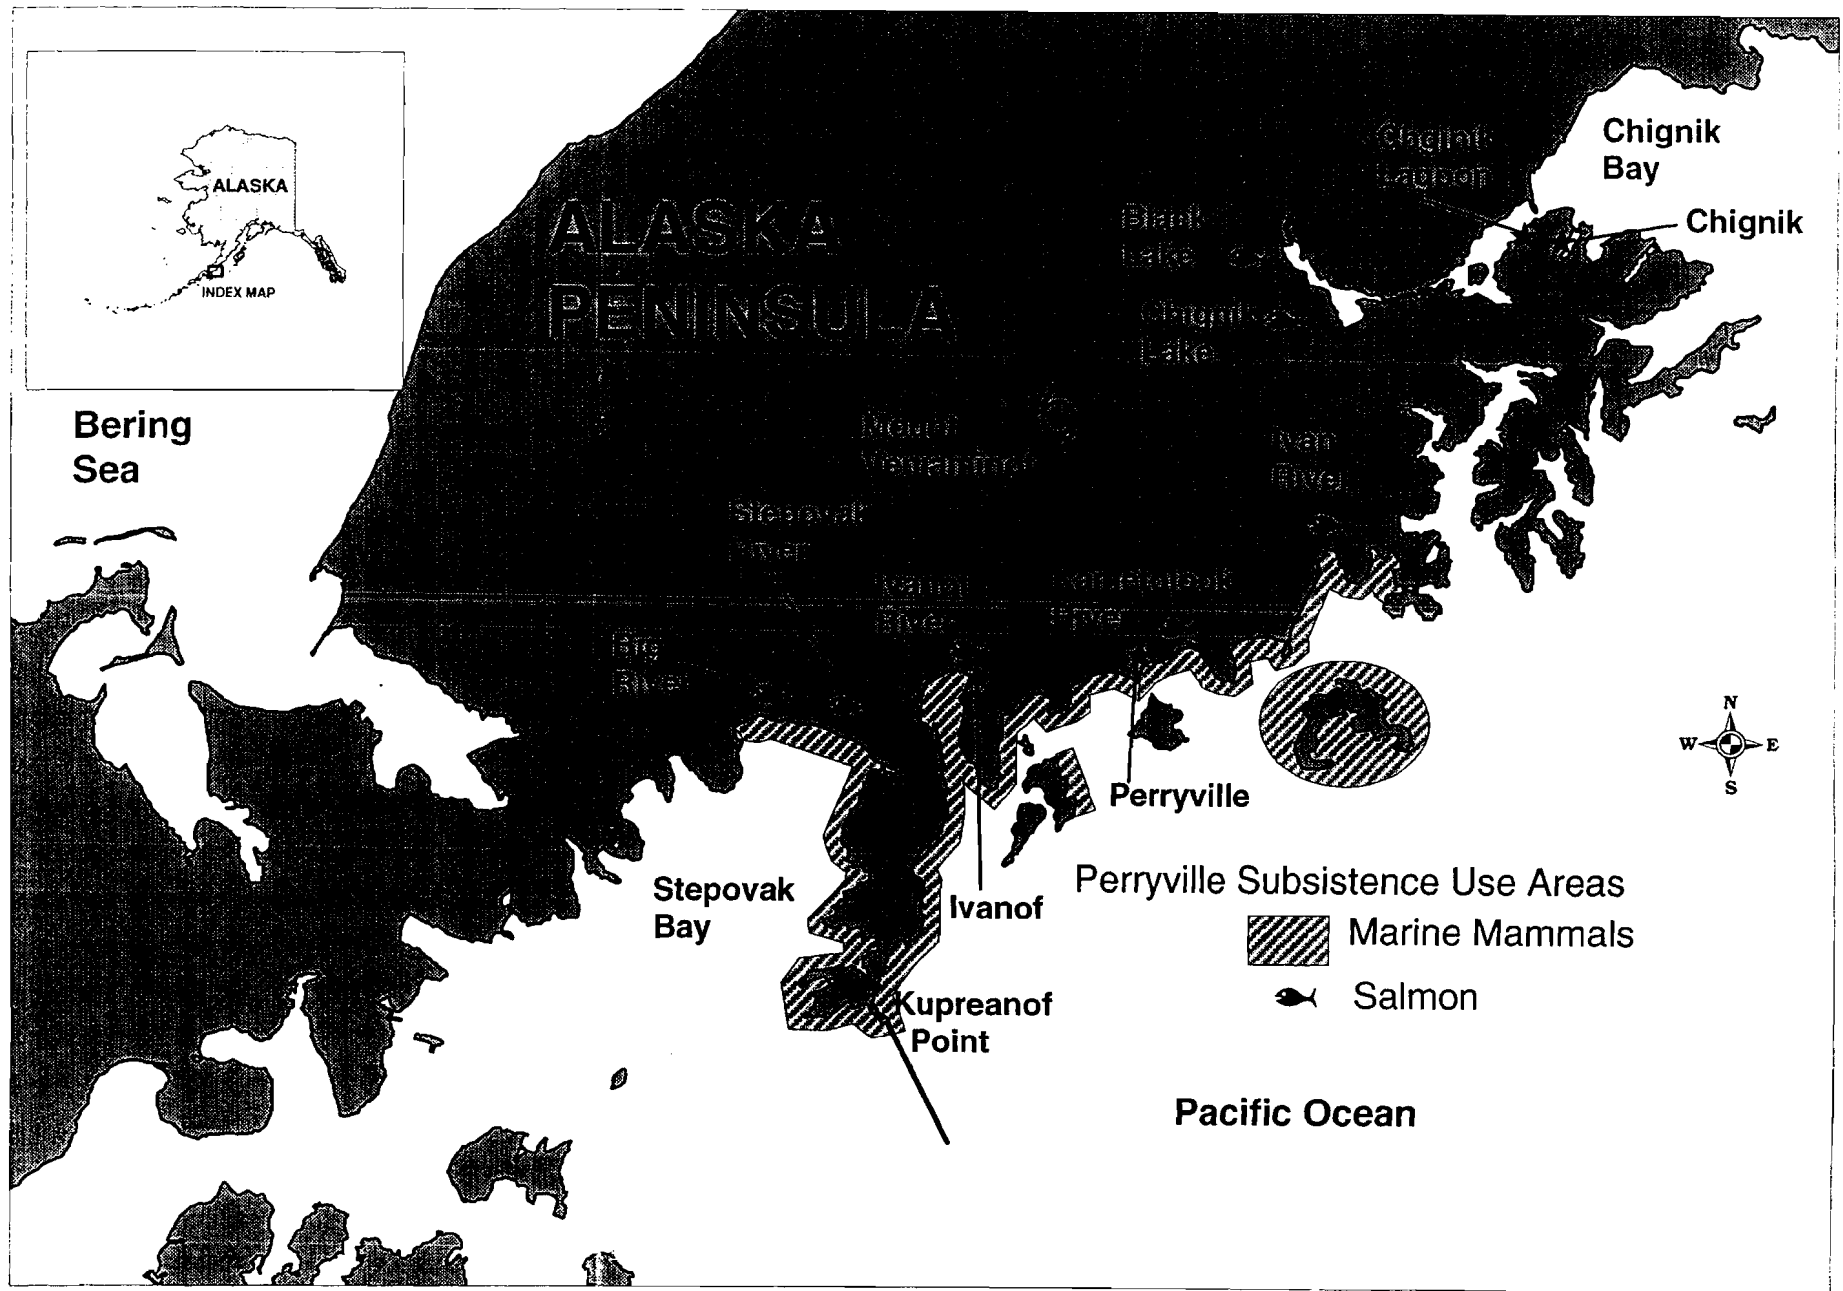 ALASKA
INDEX MAP
Bering
Sea
ALASKA
PENINSULA
Lagoon
Chignik
Bay
Chignik
Black
Lake
Chignik
Lake
Mount
Veniaminof
Ivan
River
Stepovak
River
River
River
Big
River
Perryville
Stepovak
Bay
Ivanof
Kupreanof
Point
N
W
E
S
Perryville Subsistence Use Areas
Marine Mammals
Salmon
Pacific Ocean